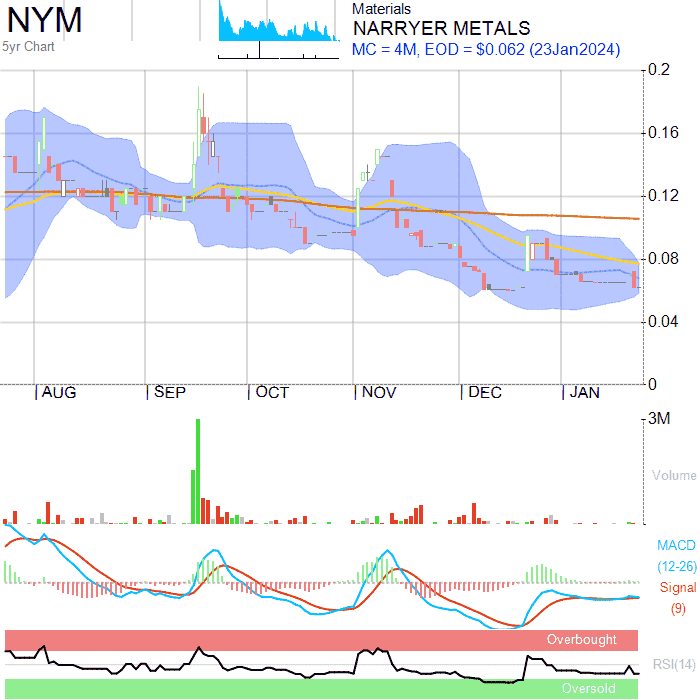 NYM
5yr Chart
Materials
NARRYER METALS
MC = 4M, EOD = $0.062 (23Jan2024)
0.2
0.16
0.12
0.08
0.04
0
AUG SEP OCT NOV DEC JAN
3M
Volume
MACD
(12-26)
Signal
(9)
Overbought
RSI(14)
Oversold